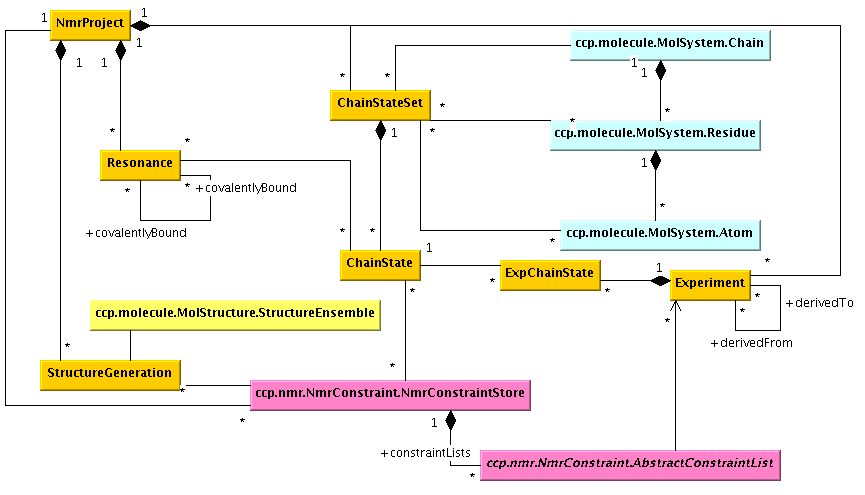 1
NmrProject
1
1
1
1
1
ccp.molecule.MolSystem.Chain
1
1
*
*
ChainStateSet
*
*
*
*
1
ccp.molecule.MolSystem.Residue
1
*
*
Resonance
*
*
+covalentlyBound
+covalentlyBound
*
*
*
*
*
ccp.molecule.MolSystem.Atom
1
ChainState
*
*
ExpChainState
*
1
*
Experiment
*
*
+derivedTo
+derivedFrom
*
ccp.molecule.MolStructure.StructureEnsemble
*
StructureGeneration
*
*
ccp.nmr.NmrConstraint.NmrConstraintStore
*
1
+constraintLists
*
ccp.nmr.NmrConstraint.AbstractConstraintList